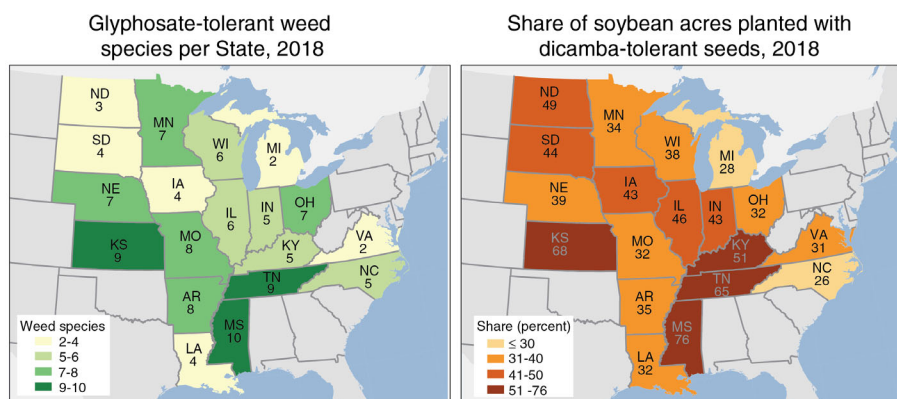 Glyphosate-tolerant weed
species per State, 2018
ND
3
MN
7
SD
4
WI
6
MI
2
NE
7
IA
4
IL
6
IN
5
OH
7
KS
9
MO
8
KY
5
VA
2
TN
9
NC
5
AR
8
MS
10
LA
4
Weed species
2-4
5-6
7-8
9-10
Share of soybean acres planted with
dicamba-tolerant seeds, 2018
ND
49
MN
34
SD
44
WI
38
MI
28
NE
39
IA
43
IL
46
IN
43
OH
32
KS
68
MO
32
KY
51
VA
31
TN
65
NC
26
AR
35
MS
76
LA
32
Share (percent)
≤ 30
31-40
41-50
51 -76